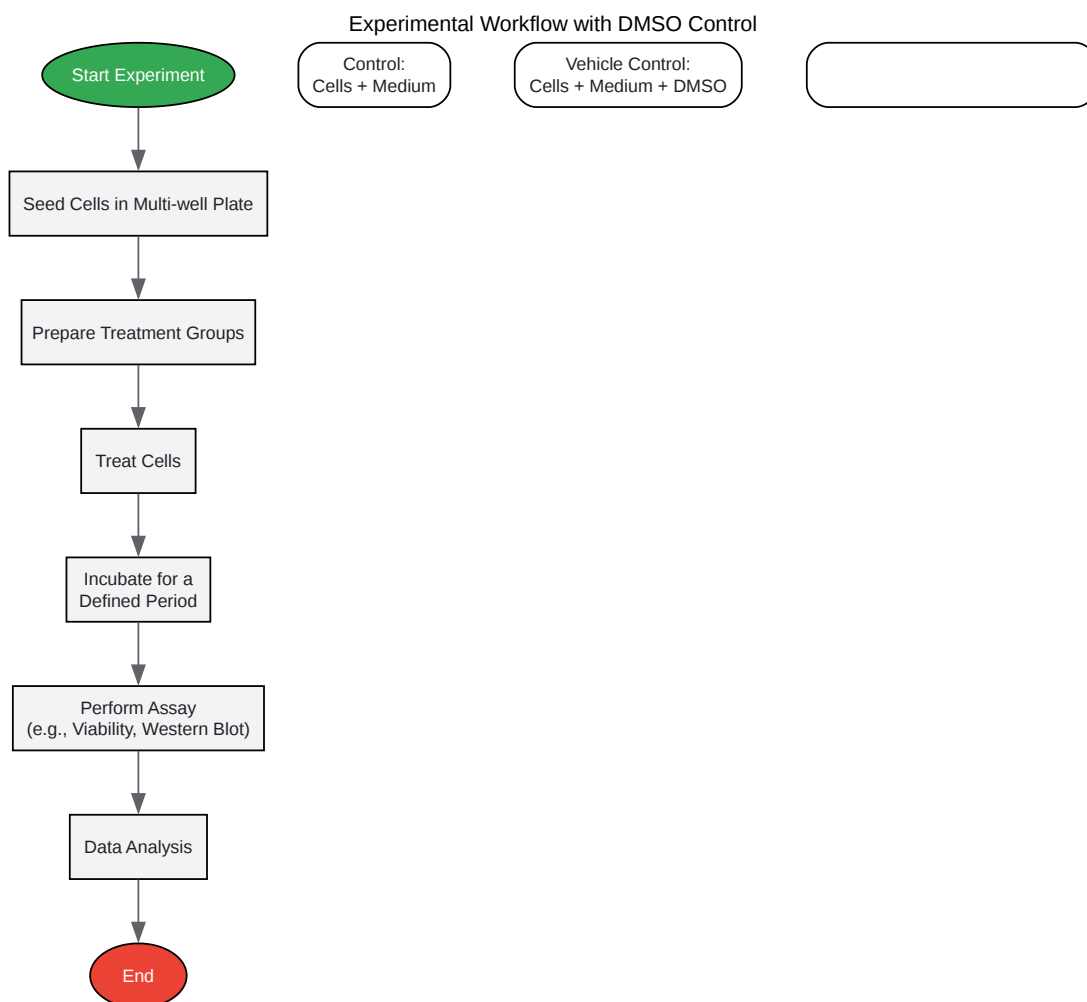 Experimental Workflow with DMSO Control
Start Experiment
Control:
Cells + Medium
Vehicle Control:
Cells + Medium + DMSO
Seed Cells in Multi-well Plate
Prepare Treatment Groups
Treat Cells
Incubate for a
Defined Period
Perform Assay
(e.g., Viability, Western Blot)
Data Analysis
End